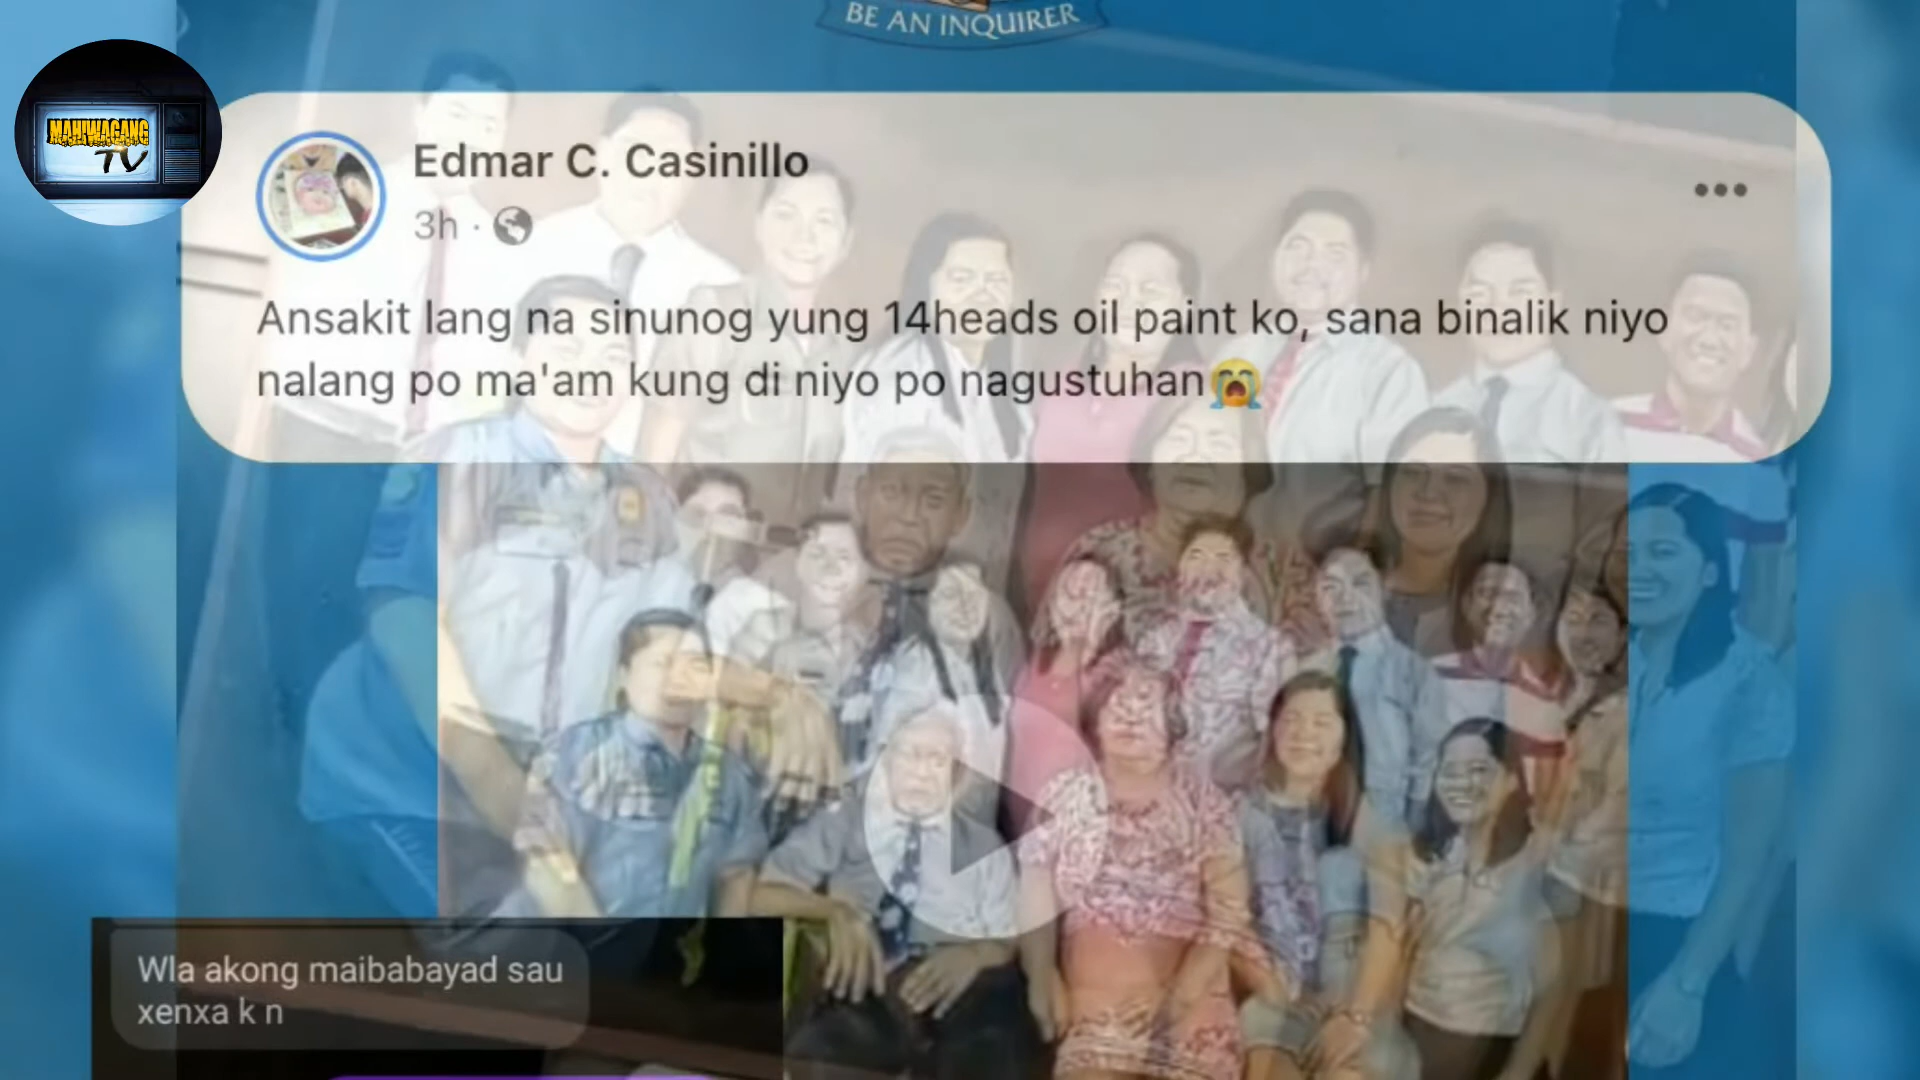 BE AN INQUIRER
MAHIWAGANG
TV
Edmar C. Casinillo
3h ·
Ansakit lang na sinunog yung 14heads oil paint ko, sana binalik niyo
nalang po ma'am kung di niyo po nagustuhan😭
Wla akong maibabayad sau
xenxa k n